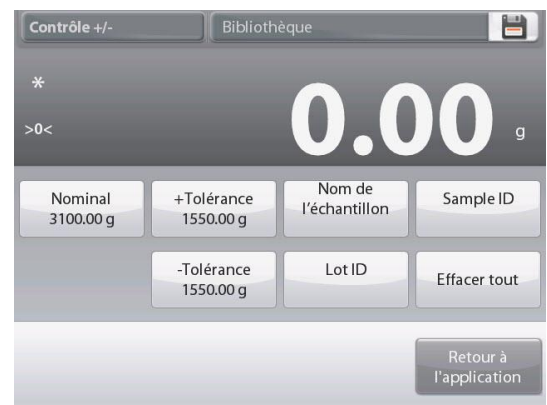 Contrôle +/-
Bibliothèque
*
>0<
0.00 g
Nominal
3100.00 g
+Tolérance
1550.00 g
Nom de
l'échantillon
Sample ID
-Tolérance
1550.00 g
Lot ID
Effacer tout
Retour à
l'application